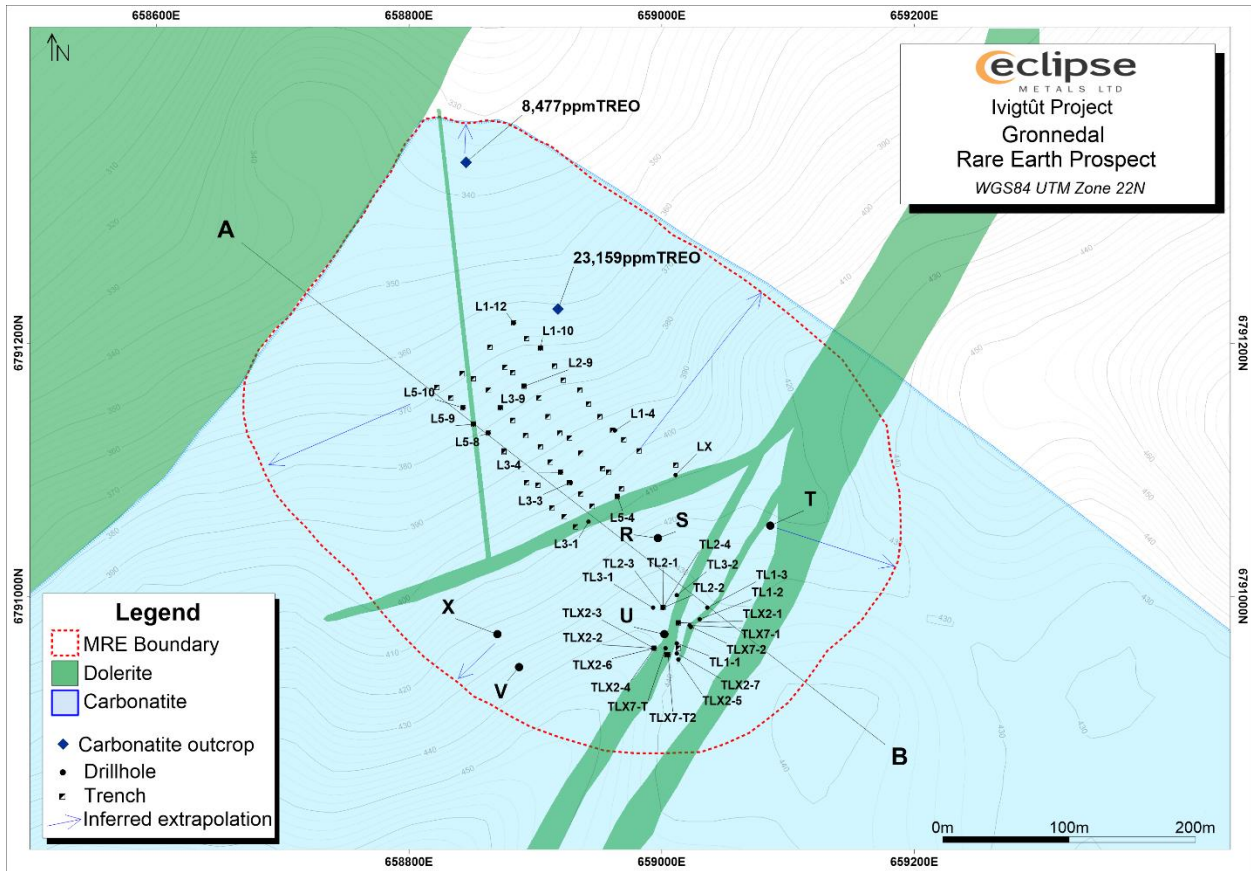 658600E 658800E 659000E 659200E
N
eclipse
METALS LTD
Ivigtût Project
Gronnedal
Rare Earth Prospect
WGS84 UTM Zone 22N
8,477ppmTREO
A
23,159ppmTREO
L1-12
L1-10
6791200N
6791200N
L2-9
L5-10
L3-9
L5-9
L1-4
L5-8
LX
L3-4
L3-3
L5-4
L3-1
R
S
T
TL2-4
TL2-3
TL2-1
TL3-2
TL3-1
TL2-2
TL1-3
TL1-2
6791000N
6791000N
TLX2-3
U
TLX2-1
X
TLX2-2
TLX7-1
TLX7-2
TLX2-6
TL1-1
V
TLX2-4
TLX2-7
TLX7-T
TLX2-5
TLX7-T2
B
Legend
MRE Boundary
Dolerite
Carbonatite
Carbonatite outcrop
Drillhole
Trench
Inferred extrapolation
0m 100m 200m
658800E 659000E 659200E